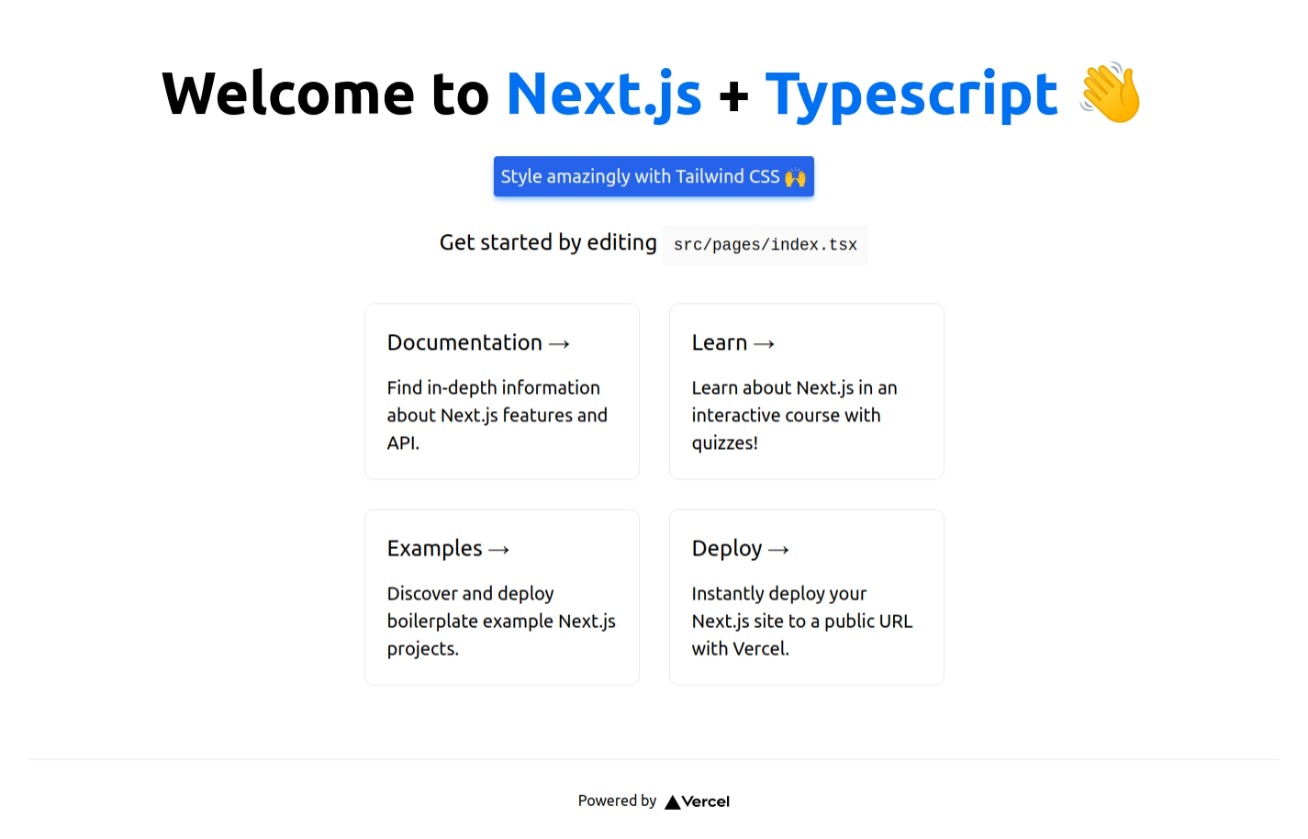 Welcome to Next.js + Typescript 👋
Style amazingly with Tailwind CSS 🙌
Get started by editing src/pages/index.tsx
Documentation →
Find in-depth information
about Next.js features and
API.
Learn →
Learn about Next.js in an
interactive course with
quizzes!
Examples →
Discover and deploy
boilerplate example Next.js
projects.
Deploy →
Instantly deploy your
Next.js site to a public URL
with Vercel.
Powered by ▲Vercel